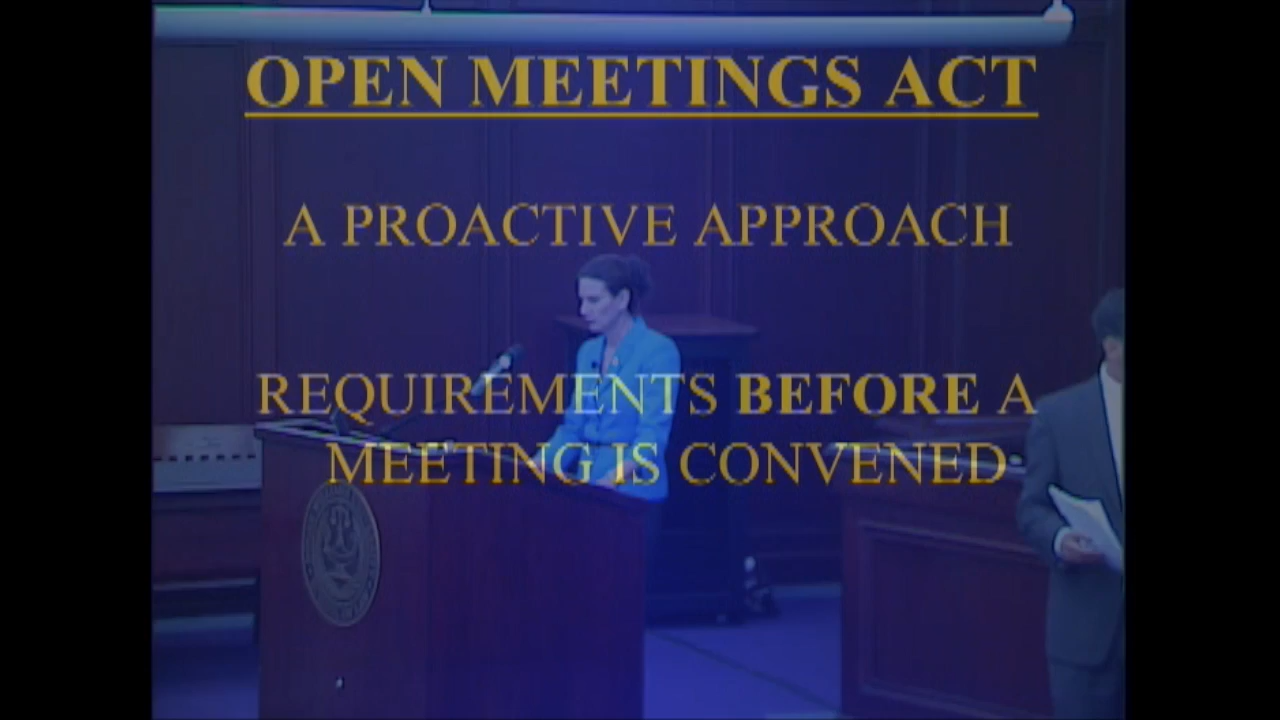 OPEN MEETINGS ACT
A PROACTIVE APPROACH
REQUIREMENTS BEFORE A
MEETING IS CONVENED